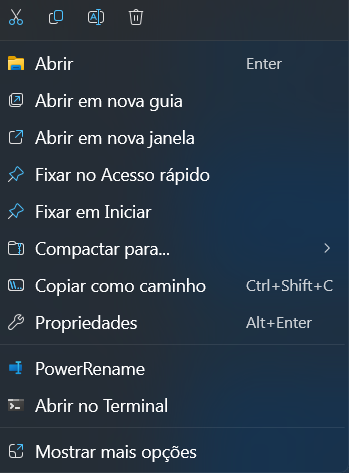 Abrir Enter
Abrir em nova guia
Abrir em nova janela
Fixar no Acesso rápido
Fixar em Iniciar
Compactar para...
Copiar como caminho Ctrl+Shift+C
Propriedades Alt+Enter
PowerRename
Abrir no Terminal
Mostrar mais opções